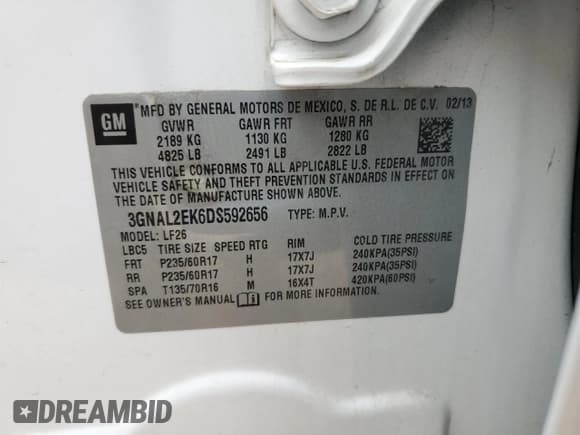 GM
*MFD BY GENERAL MOTORS DE MEXICO, S. DE R.L. DE C.V. 02/13
GVWR GAWR FRT GAWR RR
2189 KG 1130 KG 1280 KG
4825 LB 2491 LB 2822 LB
THIS VEHICLE CONFORMS TO ALL APPLICABLE U.S. FEDERAL MOTOR
VEHICLE SAFETY AND THEFT PREVENTION STANDARDS IN EFFECT ON
THE DATE OF MANUFACTURE SHOWN ABOVE.
3GNAL2EK6DS592656 TYPE: M.P.V.
MODEL: LF26
LBC5 TIRE SIZE SPEED RTG RIM COLD TIRE PRESSURE
FRT P235/60R17 H 17X7J 240KPA(35PSI)
RR P235/60R17 H 17X7J 240KPA(35PSI)
SPA T135/70R16 M 16X4T 420KPA(60PSI)
SEE OWNER'S MANUAL FOR MORE INFORMATION.
DREAMBID